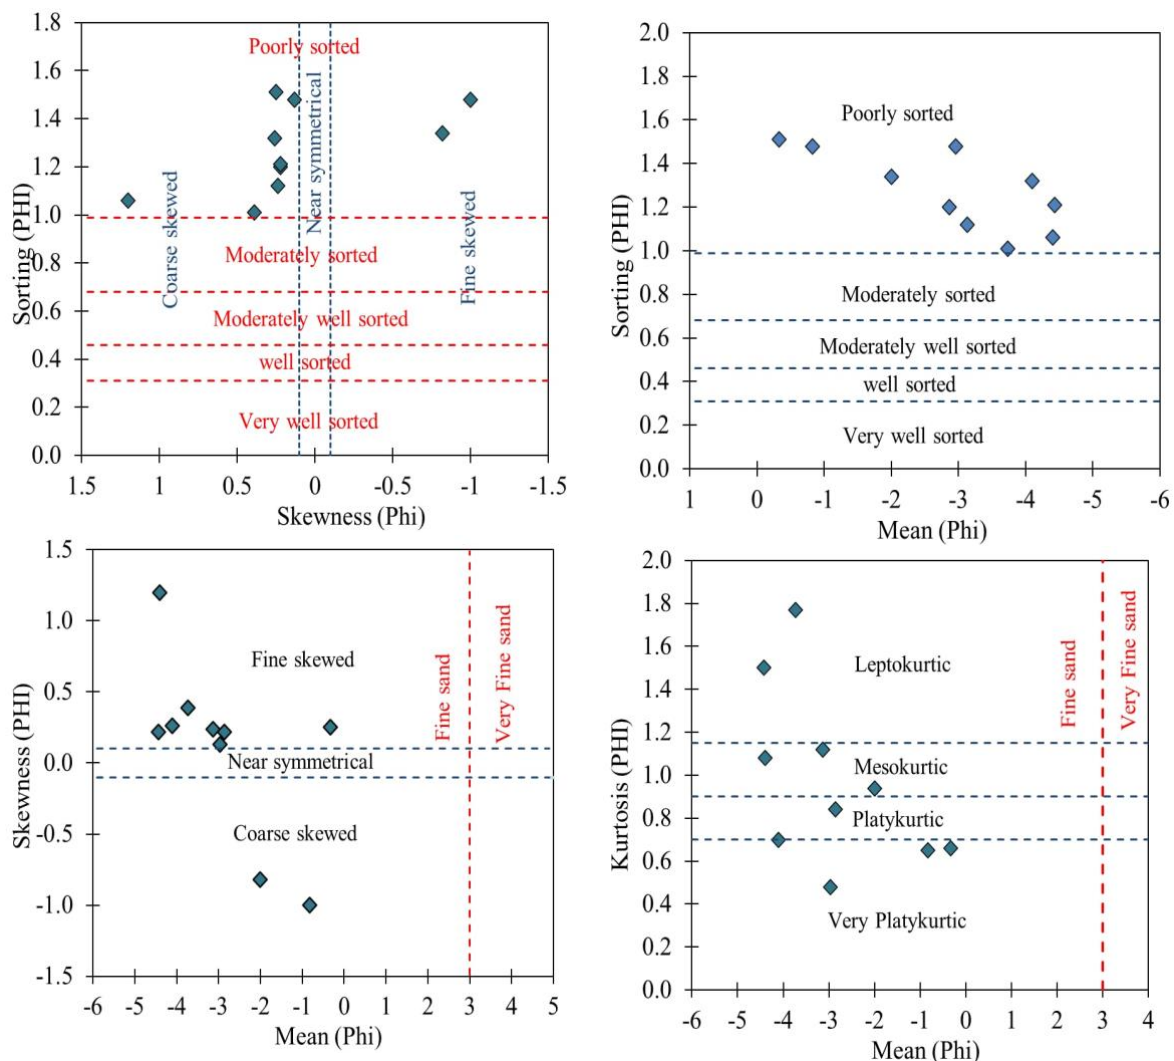 1.8
1.6
1.4
1.2
1.0
0.8
0.6
0.4
0.2
0.0
Sorting (PHI)
Poorly sorted
Moderately sorted
Moderately well sorted
well sorted
Very well sorted
Coarse skewed
Near symmetrical
Fine skewed
1.5 1 0.5 0 -0.5 -1 -1.5
Skewness (Phi)
2.0
1.8
1.6
1.4
1.2
1.0
0.8
0.6
0.4
0.2
0.0
Sorting (PHI)
Poorly sorted
Moderately sorted
Moderately well sorted
well sorted
Very well sorted
1 0 -1 -2 -3 -4 -5 -6
Mean (Phi)
1.5
1.0
0.5
0.0
-0.5
-1.0
-1.5
Skewness (PHI)
Fine skewed
Near symmetrical
Coarse skewed
Fine sand
Very Fine sand
-6 -5 -4 -3 -2 -1 0 1 2 3 4 5
Mean (Phi)
2.0
1.8
1.6
1.4
1.2
1.0
0.8
0.6
0.4
0.2
0.0
Kurtosis (PHI)
Leptokurtic
Mesokurtic
Platykurtic
Very Platykurtic
Fine sand
Very Fine sand
-6 -5 -4 -3 -2 -1 0 1 2 3 4
Mean (Phi)